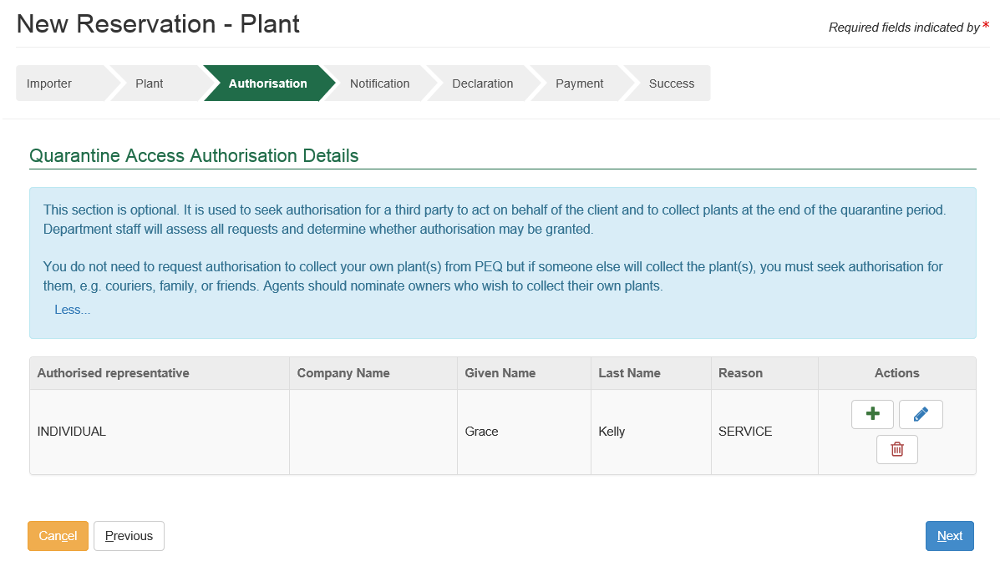 New Reservation - Plant
Required fields indicated by *
Importer
Plant
Authorisation
Notification
Declaration
Payment
Success
Quarantine Access Authorisation Details
This section is optional. It is used to seek authorisation for a third party to act on behalf of the client and to collect plants at the end of the quarantine period.
Department staff will assess all requests and determine whether authorisation may be granted.
You do not need to request authorisation to collect your own plant(s) from PEQ but if someone else will collect the plant(s), you must seek authorisation for
them, e.g. couriers, family, or friends. Agents should nominate owners who wish to collect their own plants.
Less...
Authorised representative Company Name Given Name Last Name Reason Actions
INDIVIDUAL Grace Kelly SERVICE
Cancel Previous Next